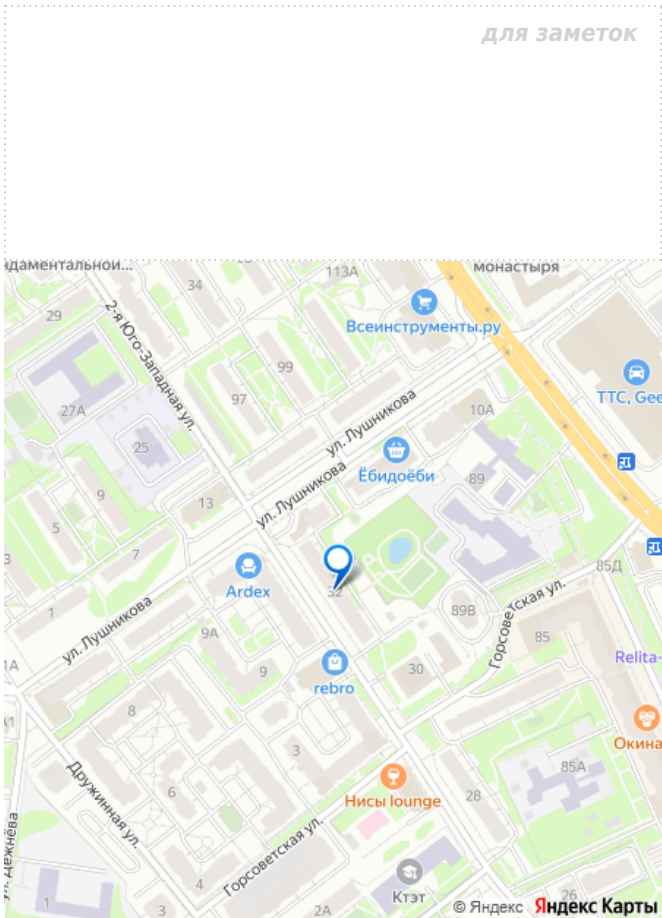 для заметок
ндаментальной...
монастыря
113А
34
29
2-я Юго-Западная ул.
Всеинструменты.ру
99
97
ТТС, Gee
27А
ул. Лушникова
10А
25
Ёбидоёби
9
ул. Лушникова
89
13
5
3
7
Ardex
32
85Д
1
ул. Лушникова
89В
Горсоветская ул.
9А
85
1А
9
30
Relita-
rebro
8
А1
Окина
3
85А
Дружинная ул.
6
Нисы lounge
28
ул. Дежнёва
Горсоветская ул.
4
Ктэт
1
3
2А
26
© Яндекс Яндекс Карты